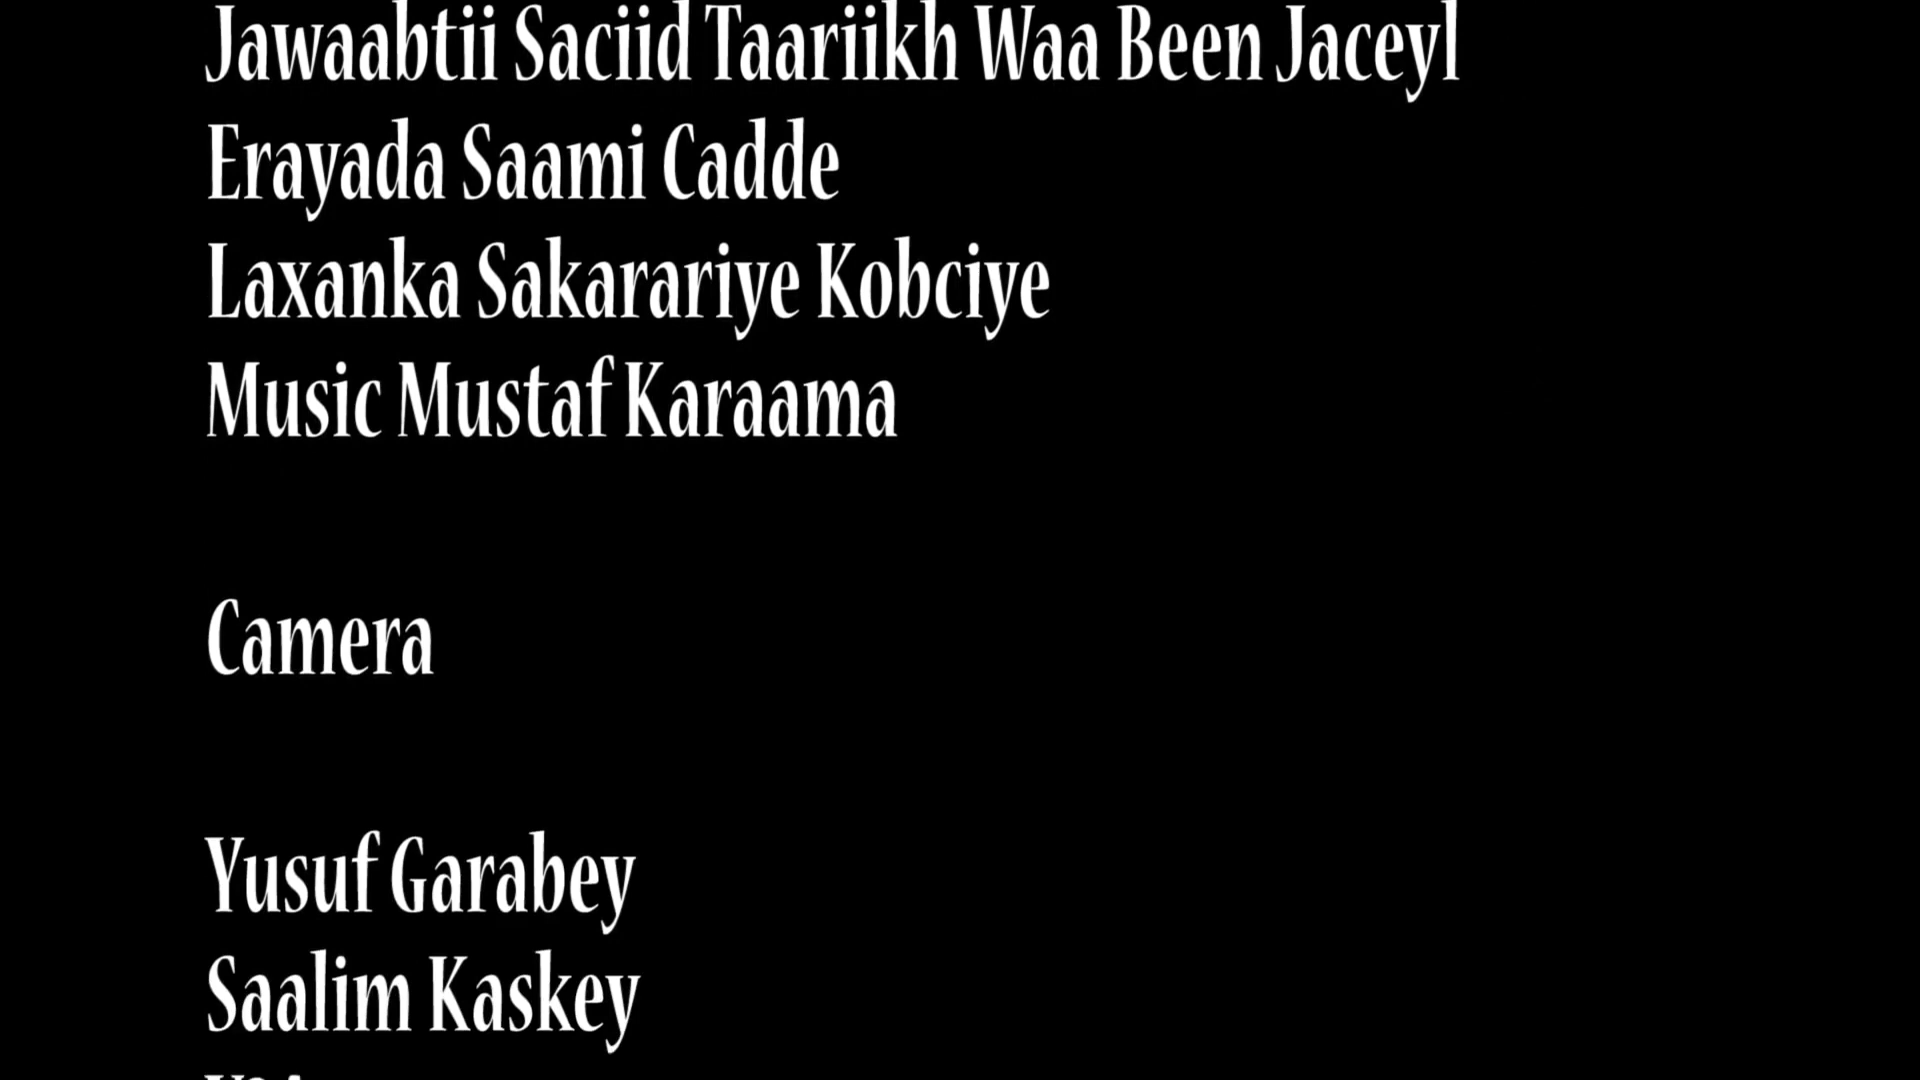 Jawaabtii Saciid Taariikh Waa Been Jaceyl
Erayada Saami Cadde
Laxanka Sakarariye Kobciye
Music Mustaf Karaama
Camera
Yusuf Garabey
Saalim Kaskey